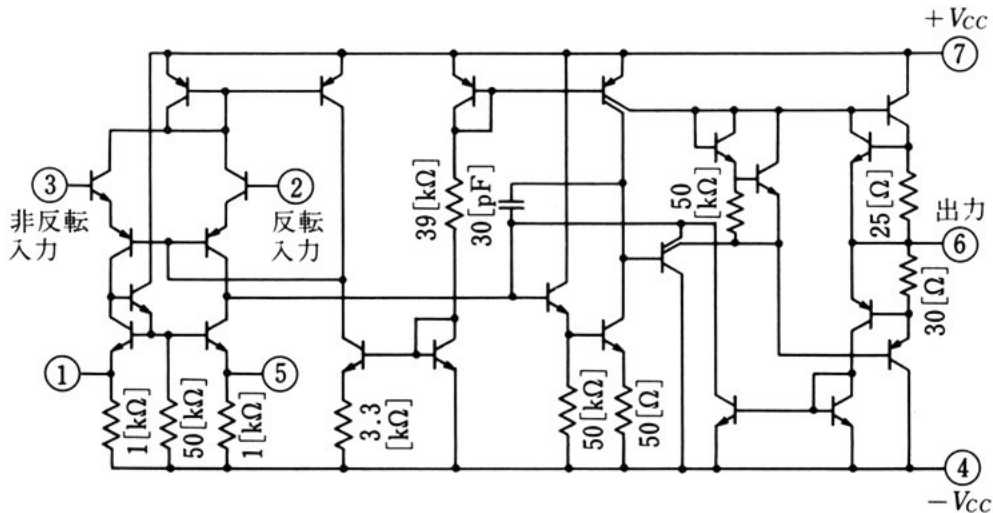 +VCC
⑦
③
非反転
入力
②
反転
入力
39[kΩ]
30[pF]
50
[kΩ]
25[Ω]
出力
⑥
30[Ω]
①
⑤
1[kΩ]
50[kΩ]
1[kΩ]
3.3
[kΩ]
50[kΩ]
50[Ω]
④
−VCC